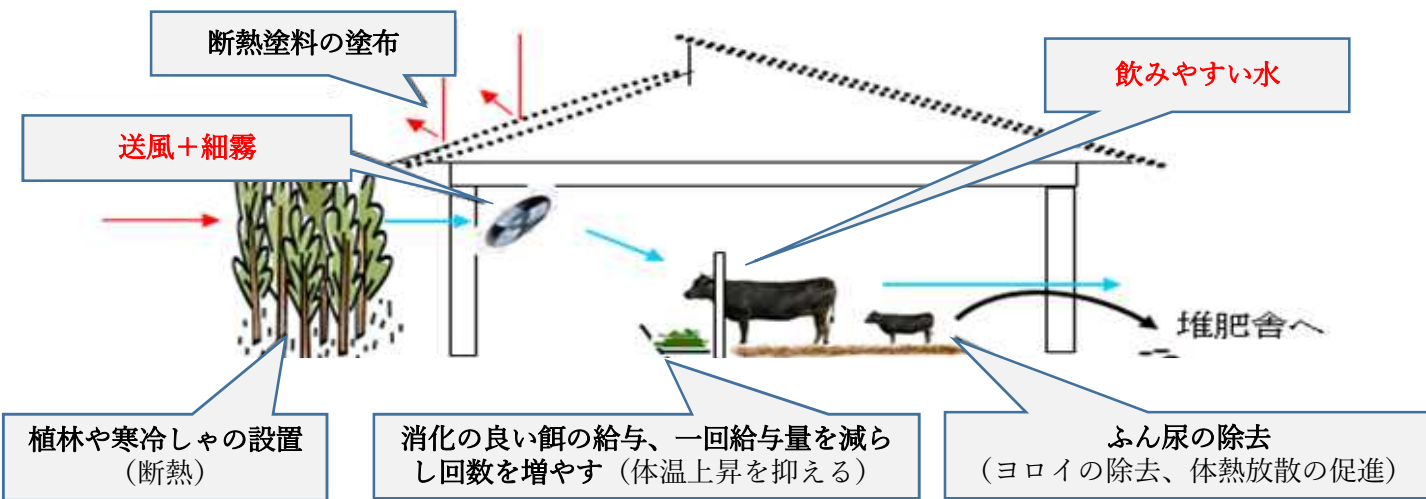 断熱塗料の塗布
飲みやすい水
送風＋細霧
堆肥舎へ
植林や寒冷しゃの設置
（断熱）
消化の良い餌の給与、一回給与量を減ら
し回数を増やす（体温上昇を抑える）
ふん尿の除去
（ヨロイの除去、体熱放散の促進）